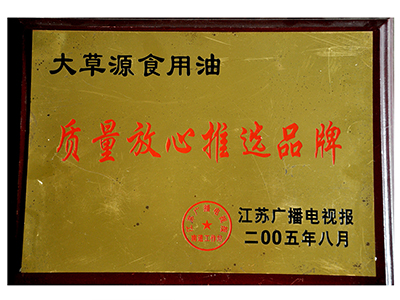 大草源食用油
质量放心推选品牌
江苏广播电视报
二00五年八月